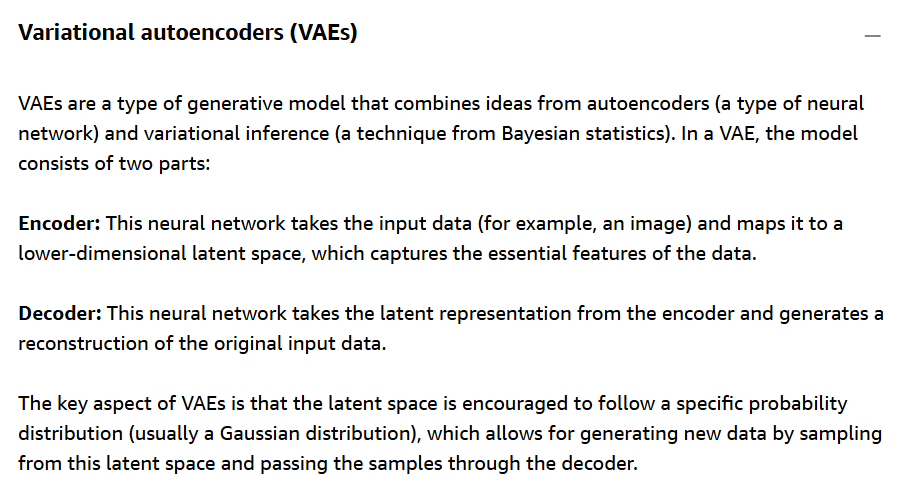 Variational autoencoders (VAEs)
VAEs are a type of generative model that combines ideas from autoencoders (a type of neural
network) and variational inference (a technique from Bayesian statistics). In a VAE, the model
consists of two parts:
Encoder: This neural network takes the input data (for example, an image) and maps it to a
lower-dimensional latent space, which captures the essential features of the data.
Decoder: This neural network takes the latent representation from the encoder and generates a
reconstruction of the original input data.
The key aspect of VAEs is that the latent space is encouraged to follow a specific probability
distribution (usually a Gaussian distribution), which allows for generating new data by sampling
from this latent space and passing the samples through the decoder.